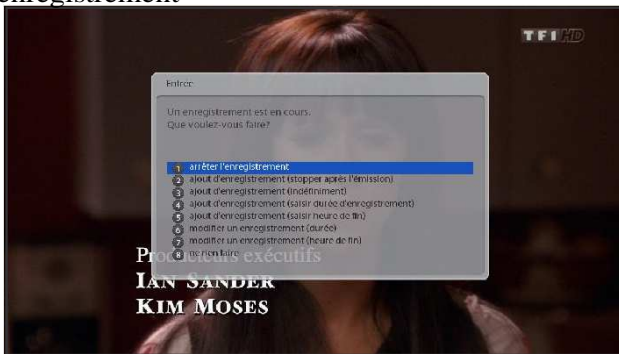 enregistrement
TF1 HD
Entrée
Un enregistrement est en cours.
Que voulez-vous faire?
1 arrêter l'enregistrement
2 ajout d'enregistrement (stopper après l'émission)
3 ajout d'enregistrement (indéfiniment)
4 ajout d'enregistrement (saisir durée d'enregistrement)
5 ajout d'enregistrement (saisir heure de fin)
6 modifier un enregistrement (durée)
7 modifier un enregistrement (heure de fin)
8 ne rien faire
Producteurs exécutifs
IAN SANDER
KIM MOSES